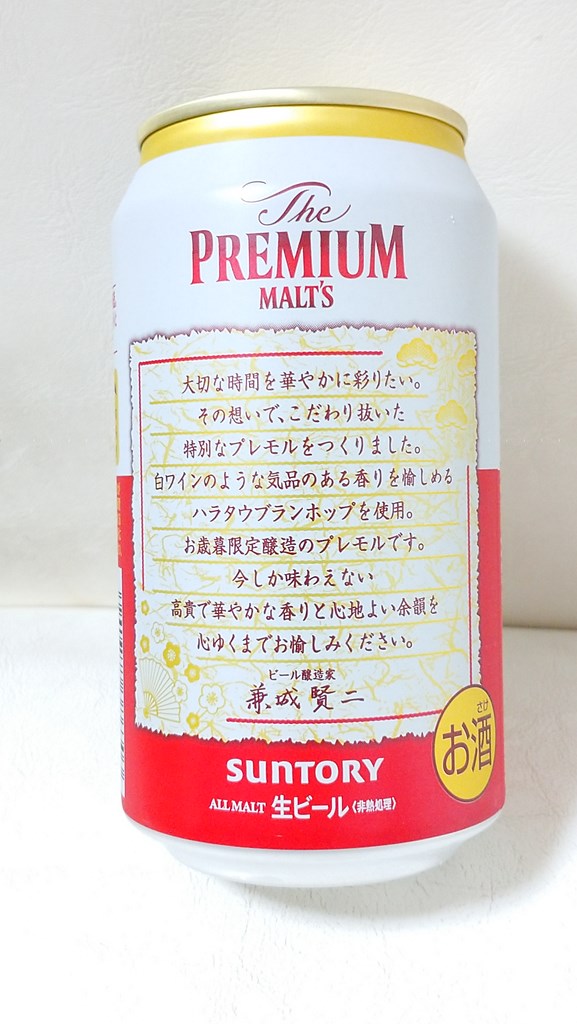 The
PREMIUM
MALT'S
大切な時間を華やかに彩りたい。
その想いで、こだわり抜いた
特別なプレモルをつくりました。
白ワインのような気品のある香りを愉しめる
ハラタウブランホップを使用。
お歳暮限定醸造のプレモルです。
今しか味わえない
高貴で華やかな香りと心地よい余韻を
心ゆくまでお愉しみください。
ビール醸造家
兼城賢二
さけ
お酒
SUNTORY
ALL MALT 生ビール〈非熱処理〉